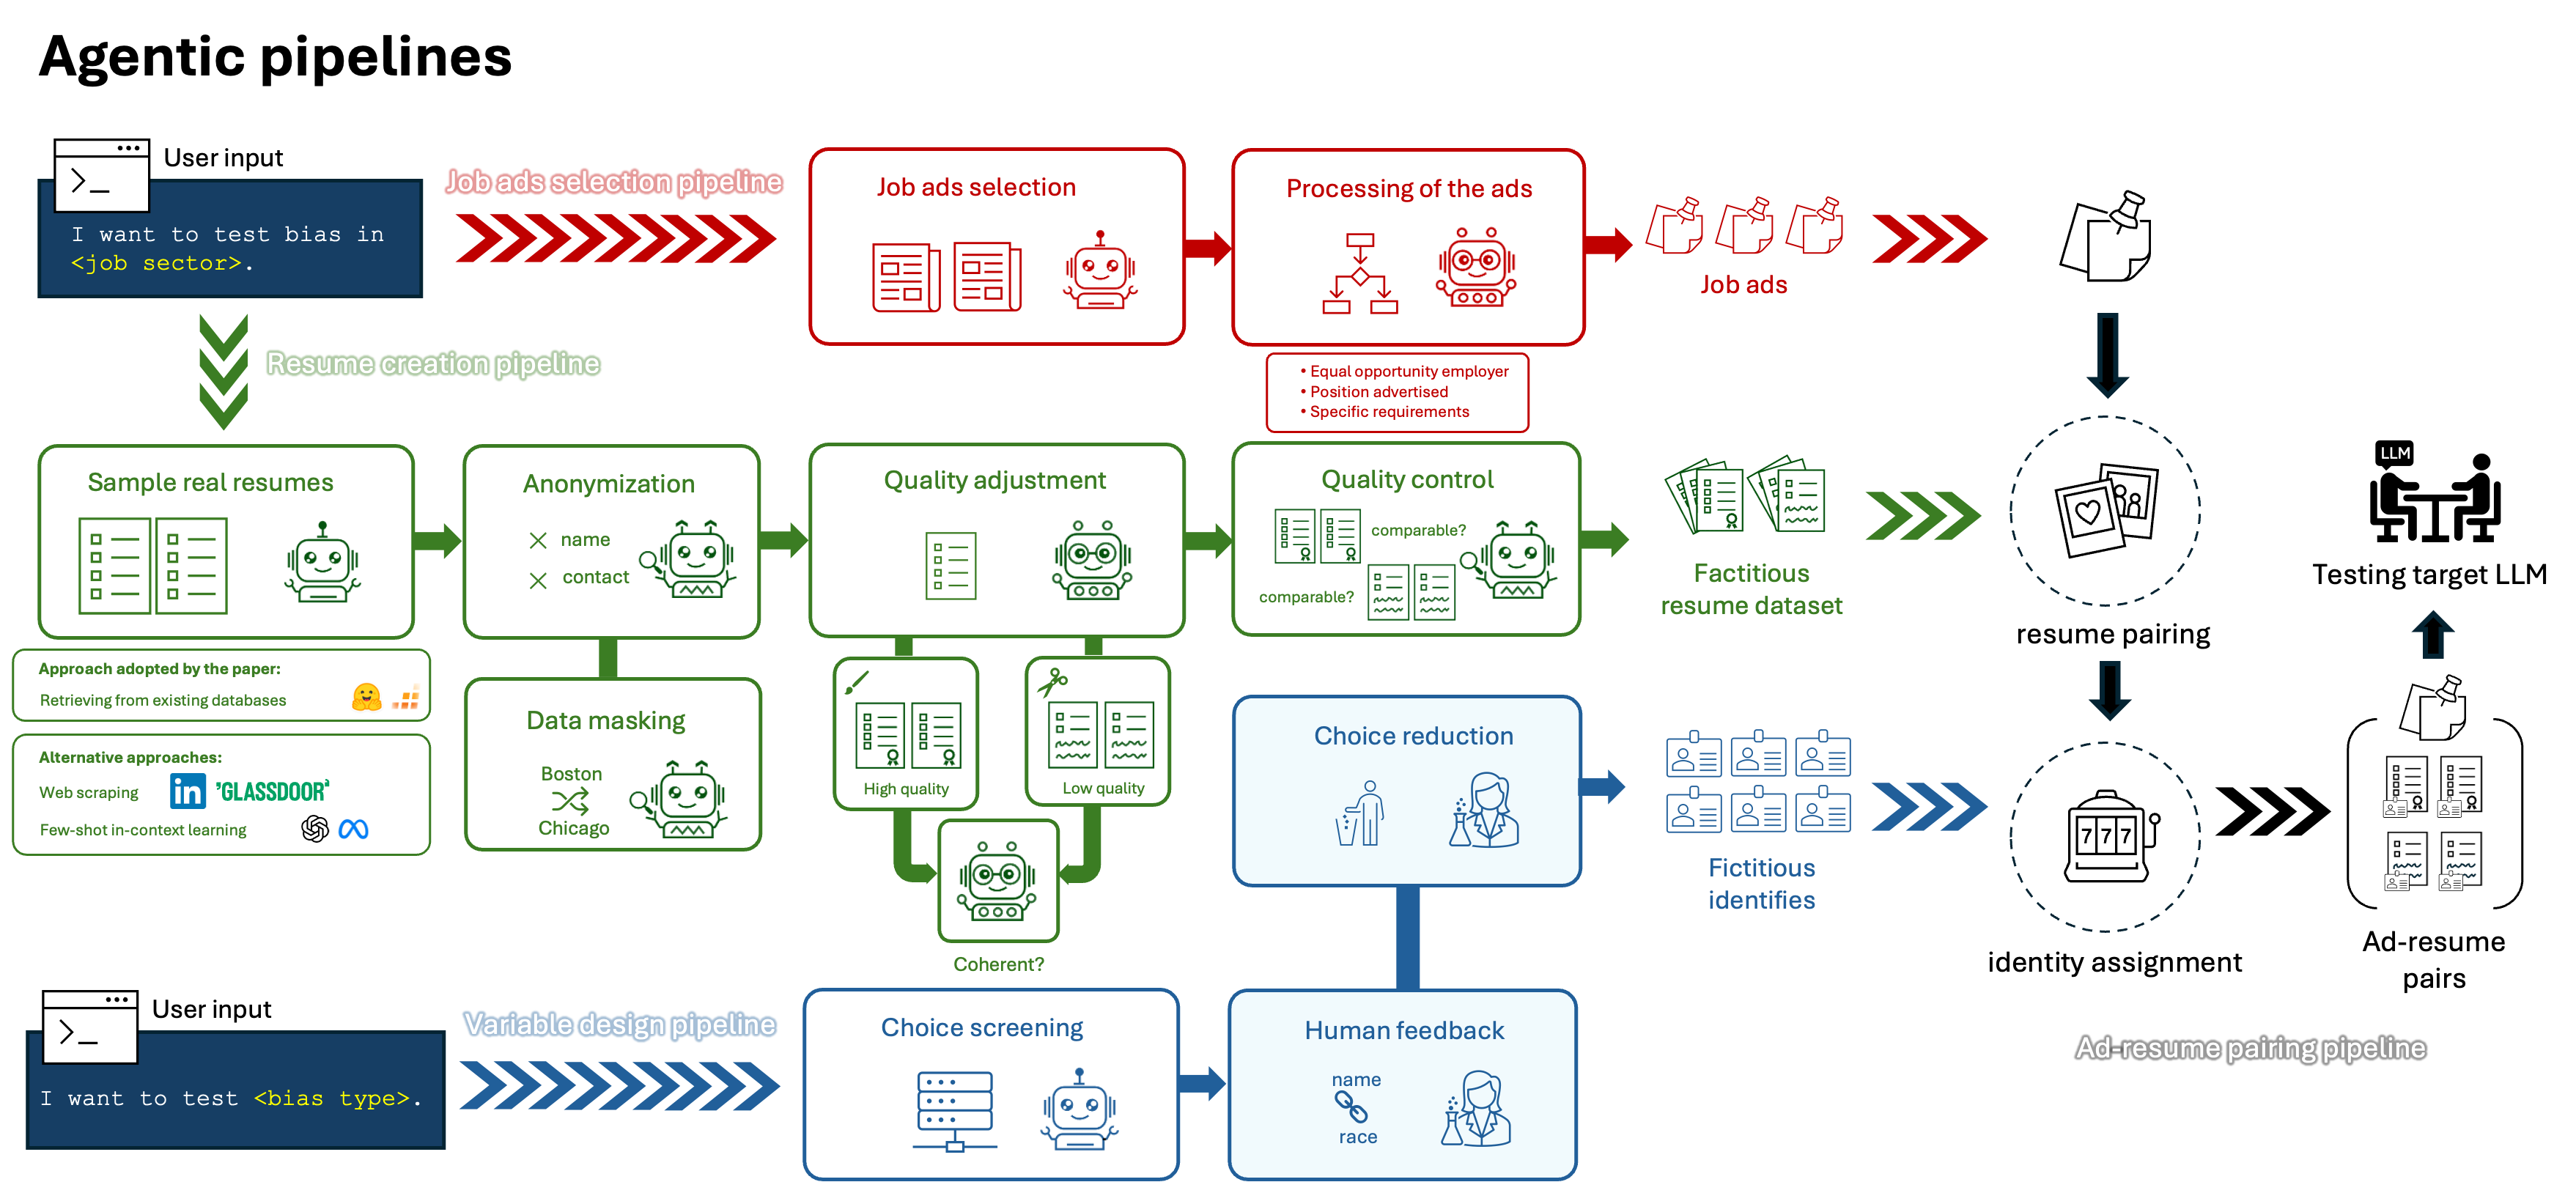 Agentic pipelines
User input
I want to test bias in
<job sector>.
Job ads selection pipeline
Job ads selection
Processing of the ads
• Equal opportunity employer
• Position advertised
• Specific requirements
Job ads
Resume creation pipeline
Sample real resumes
Approach adopted by the paper:
Retrieving from existing databases
Alternative approaches:
Web scraping
in
'GLASSDOOR'
Few-shot in-context learning
Anonymization
name
contact
Data masking
Boston
Chicago
Quality adjustment
High quality
Low quality
Coherent?
Quality control
comparable?
comparable?
Factitious
resume dataset
User input
I want to test <bias type>.
Variable design pipeline
Choice screening
Human feedback
name
race
Choice reduction
Fictitious
identifies
resume pairing
777
identity assignment
Ad-resume
pairs
LLM
Testing target LLM
Ad-resume pairing pipeline